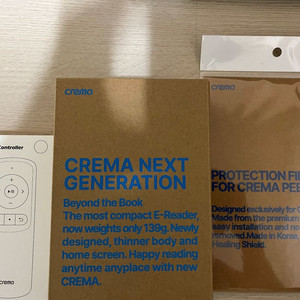 Controller
crema
crema
CREMA NEXT
GENERATION
Beyond the Book
The most compact E-Reader,
now weights only 139g. Newly
designed, thinner body and
home screen. Happy reading
anytime anyplace with new
CREMA.
crema
PROTECTION FI
FOR CREMA PE
Designed exclusively for C
Made from the premium
easy installation and
removed.Made in Korea,
Healing Shield.